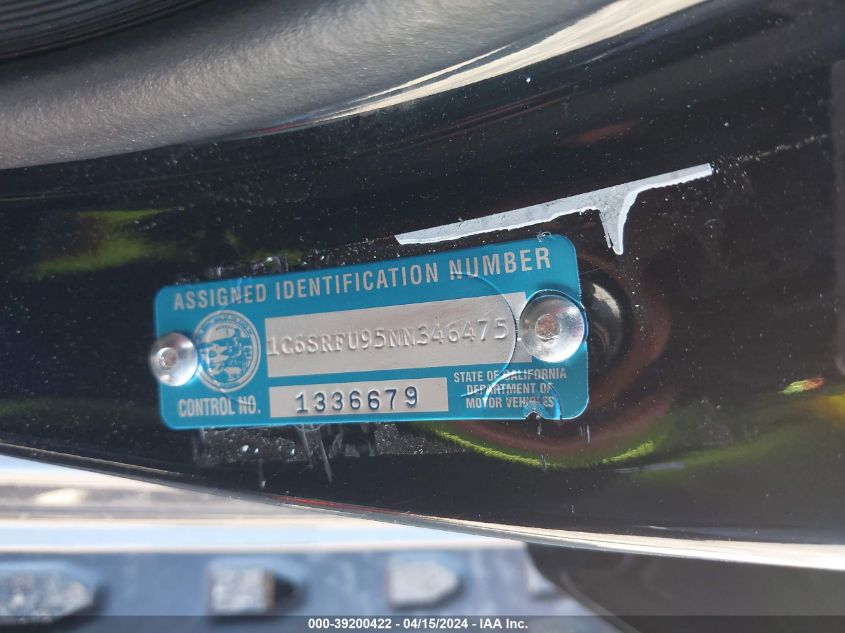 ASSIGNED IDENTIFICATION NUMBER
1C6SRFU95NN346475
CONTROL NO. 1336679
STATE OF CALIFORNIA
DEPARTMENT OF
MOTOR VEHICLES
000-39200422 - 04/15/2024 - IAA Inc.